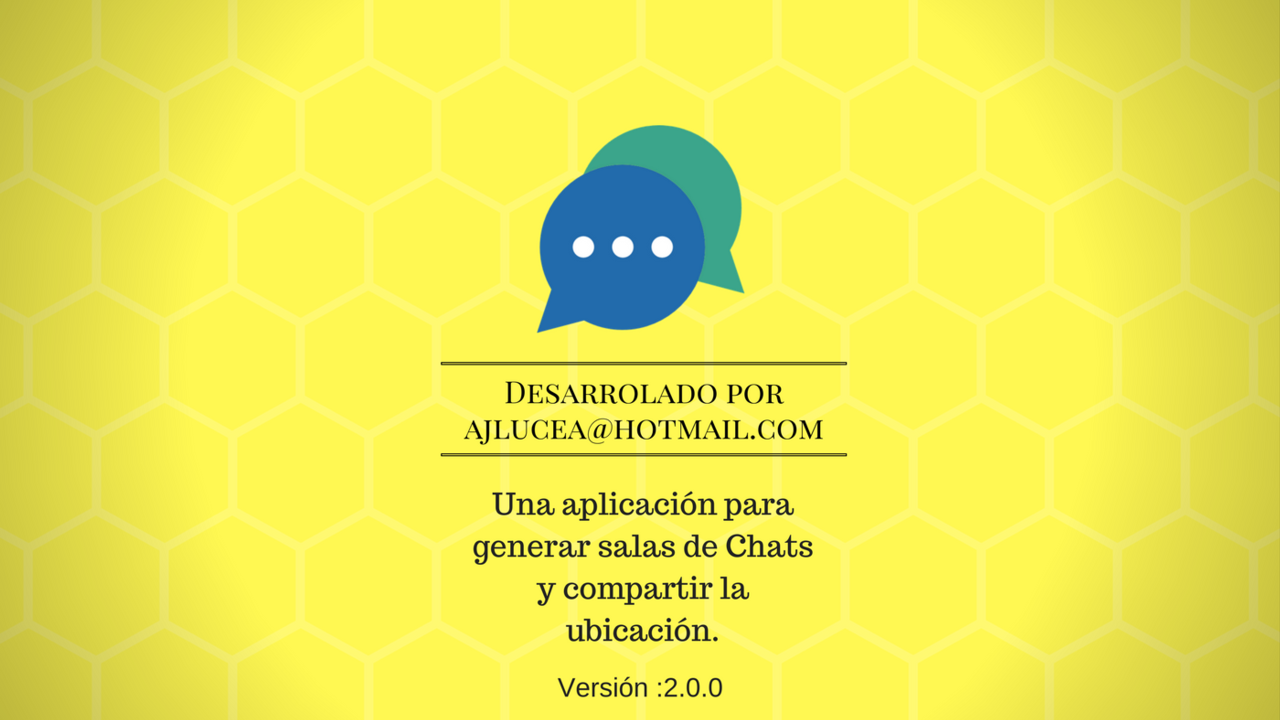 Desarrolado por
ajlucea@hotmail.com
Una aplicación para
generar salas de Chats
y compartir la
ubicación.
Versión :2.0.0